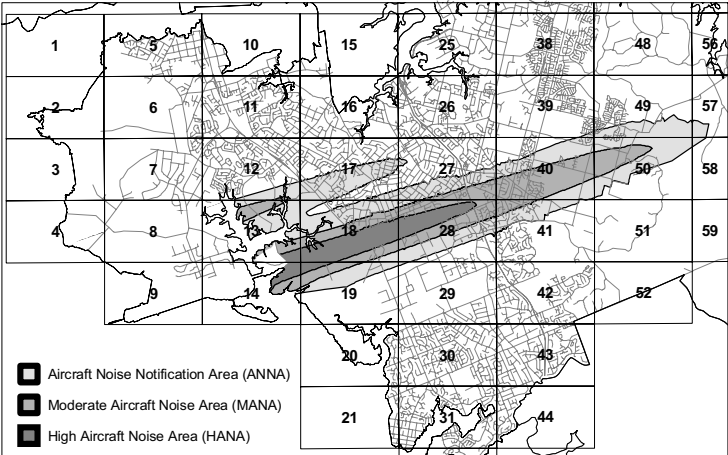 1 5 10 15 25 38 48 56
2 6 11 16 26 39 49 57
3 7 12 17 27 40 50 58
4 8 13 18 28 41 51 59
9 14 19 29 42 52
20 30 43
Aircraft Noise Notification Area (ANNA)
Moderate Aircraft Noise Area (MANA)
21 31 44
High Aircraft Noise Area (HANA)